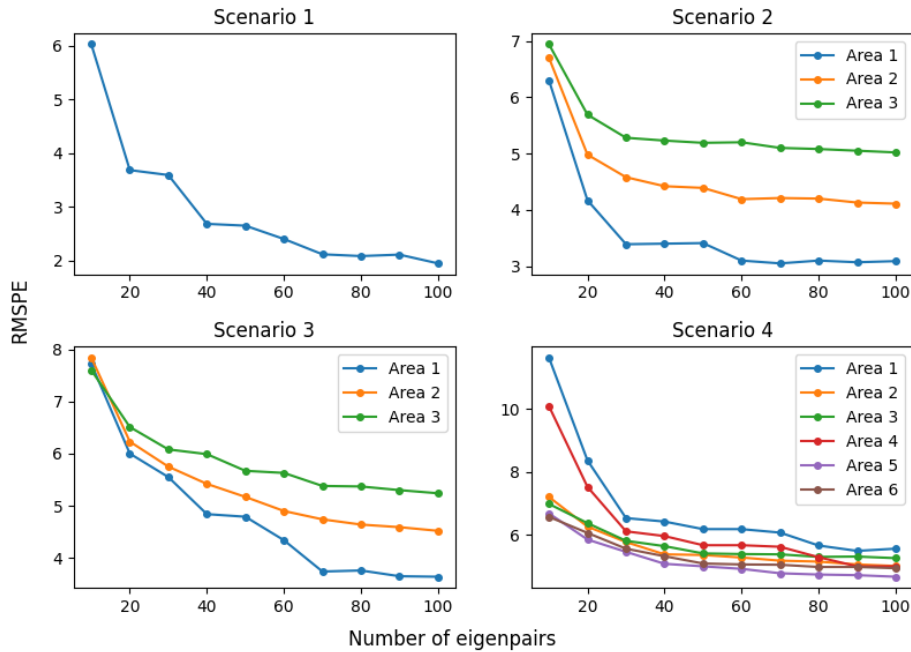 Scenario 1
6
5
4
3
2
20 40 60 80 100
Scenario 2
7
6
5
4
3
20 40 60 80 100
Area 1
Area 2
Area 3
RMSPE
Scenario 3
8
7
6
5
4
20 40 60 80 100
Area 1
Area 2
Area 3
Scenario 4
10
8
6
20 40 60 80 100
Area 1
Area 2
Area 3
Area 4
Area 5
Area 6
Number of eigenpairs